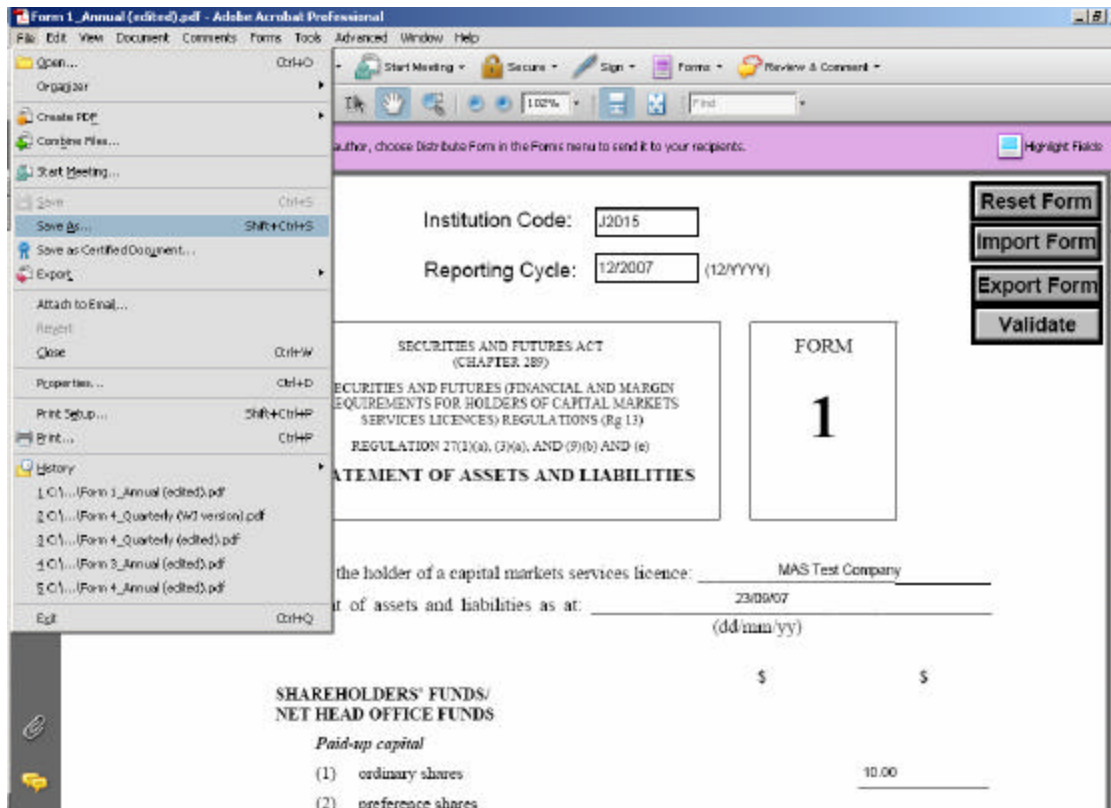 Form 1_Annual (edited).pdf - Adobe Acrobat Professional
File Edit View Document Comments Forms Tools Advanced Window Help
Open... Ctrl+O
Organizer
Create PDF
Combine Files...
Start Meeting...
Save Ctrl+S
Save As... Shift+Ctrl+S
Save as Certified Document...
Export
Attach to Email...
Revert
Close Ctrl+W
Properties... Ctrl+D
Print Setup... Shift+Ctrl+P
Print... Ctrl+P
History
1 C:\...\Form 1_Annual (edited).pdf
2 C:\...\Form 4_Quarterly (WI version).pdf
3 C:\...\Form 4_Quarterly (edited).pdf
4 C:\...\Form 3_Annual (edited).pdf
5 C:\...\Form 4_Annual (edited).pdf
Exit Ctrl+Q
Start Meeting Secure Sign Forms Review & Comment
102% Find
author, choose Distribute Form in the Forms menu to send it to your recipients.
Highlight Fields
Reset Form
Import Form
Export Form
Validate
Institution Code: J2015
Reporting Cycle: 12/2007 (12/YYYY)
SECURITIES AND FUTURES ACT
(CHAPTER 289)
ECURITIES AND FUTURES (FINANCIAL AND MARGIN
EQUIREMENTS FOR HOLDERS OF CAPITAL MARKETS
SERVICES LICENCES) REGULATIONS (Rg 13)
REGULATION 27(1)(a), (3)(a), AND (9)(b) AND (e)
ATEMENT OF ASSETS AND LIABILITIES
FORM
1
the holder of a capital markets services licence: MAS Test Company
t of assets and liabilities as at: 23/09/07
(dd/mm/yy)
$ $
SHAREHOLDERS' FUNDS/
NET HEAD OFFICE FUNDS
Paid-up capital
(1) ordinary shares 10.00
(2) preference shares